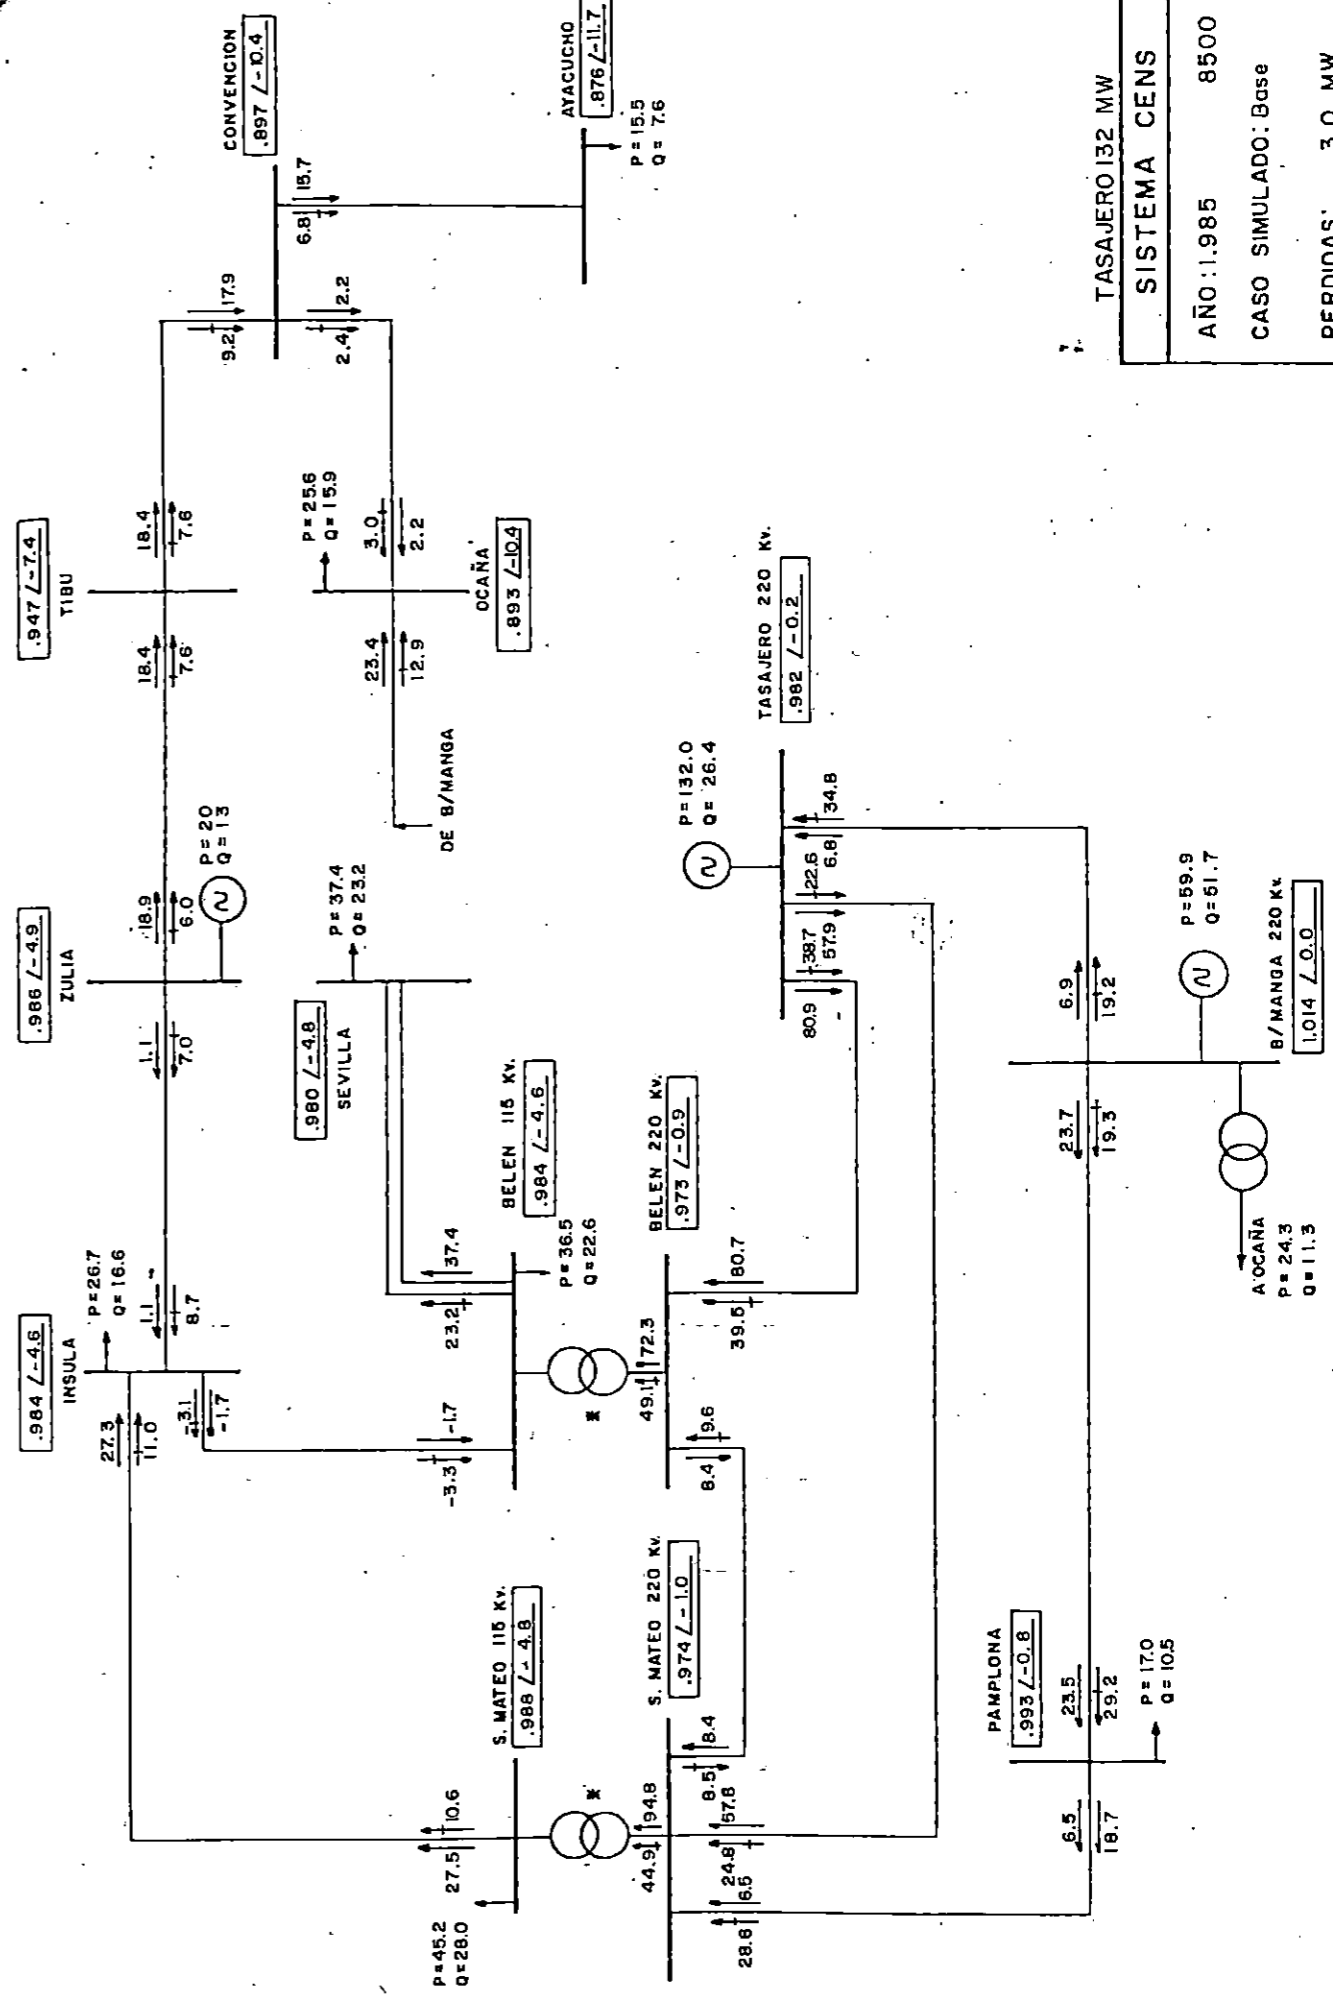 CONVENCION
.897 /-10.4
AYACUCHO
.876 /-11.7
P=15.5
Q=7.6
15.7
6.8
17.9
9.2
2.2
2.4
.947 /-7.4
TIBU
18.4
7.6
18.4
7.6
P=25.6
Q=15.9
3.0
2.2
OCAÑA
.893 /-10.4
23.4
12.9
DE B/MANGA
.986 /-4.9
ZULIA
18.9
6.0
P=20
Q=13
1.1
7.0
.980 /-4.8
SEVILLA
P=37.4
Q=23.2
.984 /-4.6
INSULA
P=26.7
Q=16.6
1.1
8.7
27.3
11.0
-3.1
-1.7
BELEN 115 Kv.
.984 /-4.6
P=36.5
Q=22.6
37.4
23.2
-1.7
-3.3
BELEN 220 Kv.
.973 /-0.9
72.3
49.1
80.7
39.5
9.6
8.4
TASAJERO 220 Kv.
.982 /-0.2
P=132.0
Q=26.4
34.8
6.8
22.6
57.9
38.7
80.9
S. MATEO 115 Kv.
.988 /-4.8
10.6
27.5
P=45.2
Q=28.0
S. MATEO 220 Kv.
.974 /-1.0
94.8
44.9
8.4
8.5
57.8
24.8
6.5
28.8
PAMPLONA
.993 /-0.8
P=17.0
Q=10.5
23.5
29.2
6.5
18.7
23.7
19.3
6.9
19.2
P=59.9
Q=51.7
B/MANGA 220 Kv.
1.014 /0.0
A OCAÑA
P=24.3
Q=11.3
TASAJERO 132 MW
SISTEMA CENS
AÑO:1.985 8500
CASO SIMULADO: Base
PERDIDAS: 3.0 MW